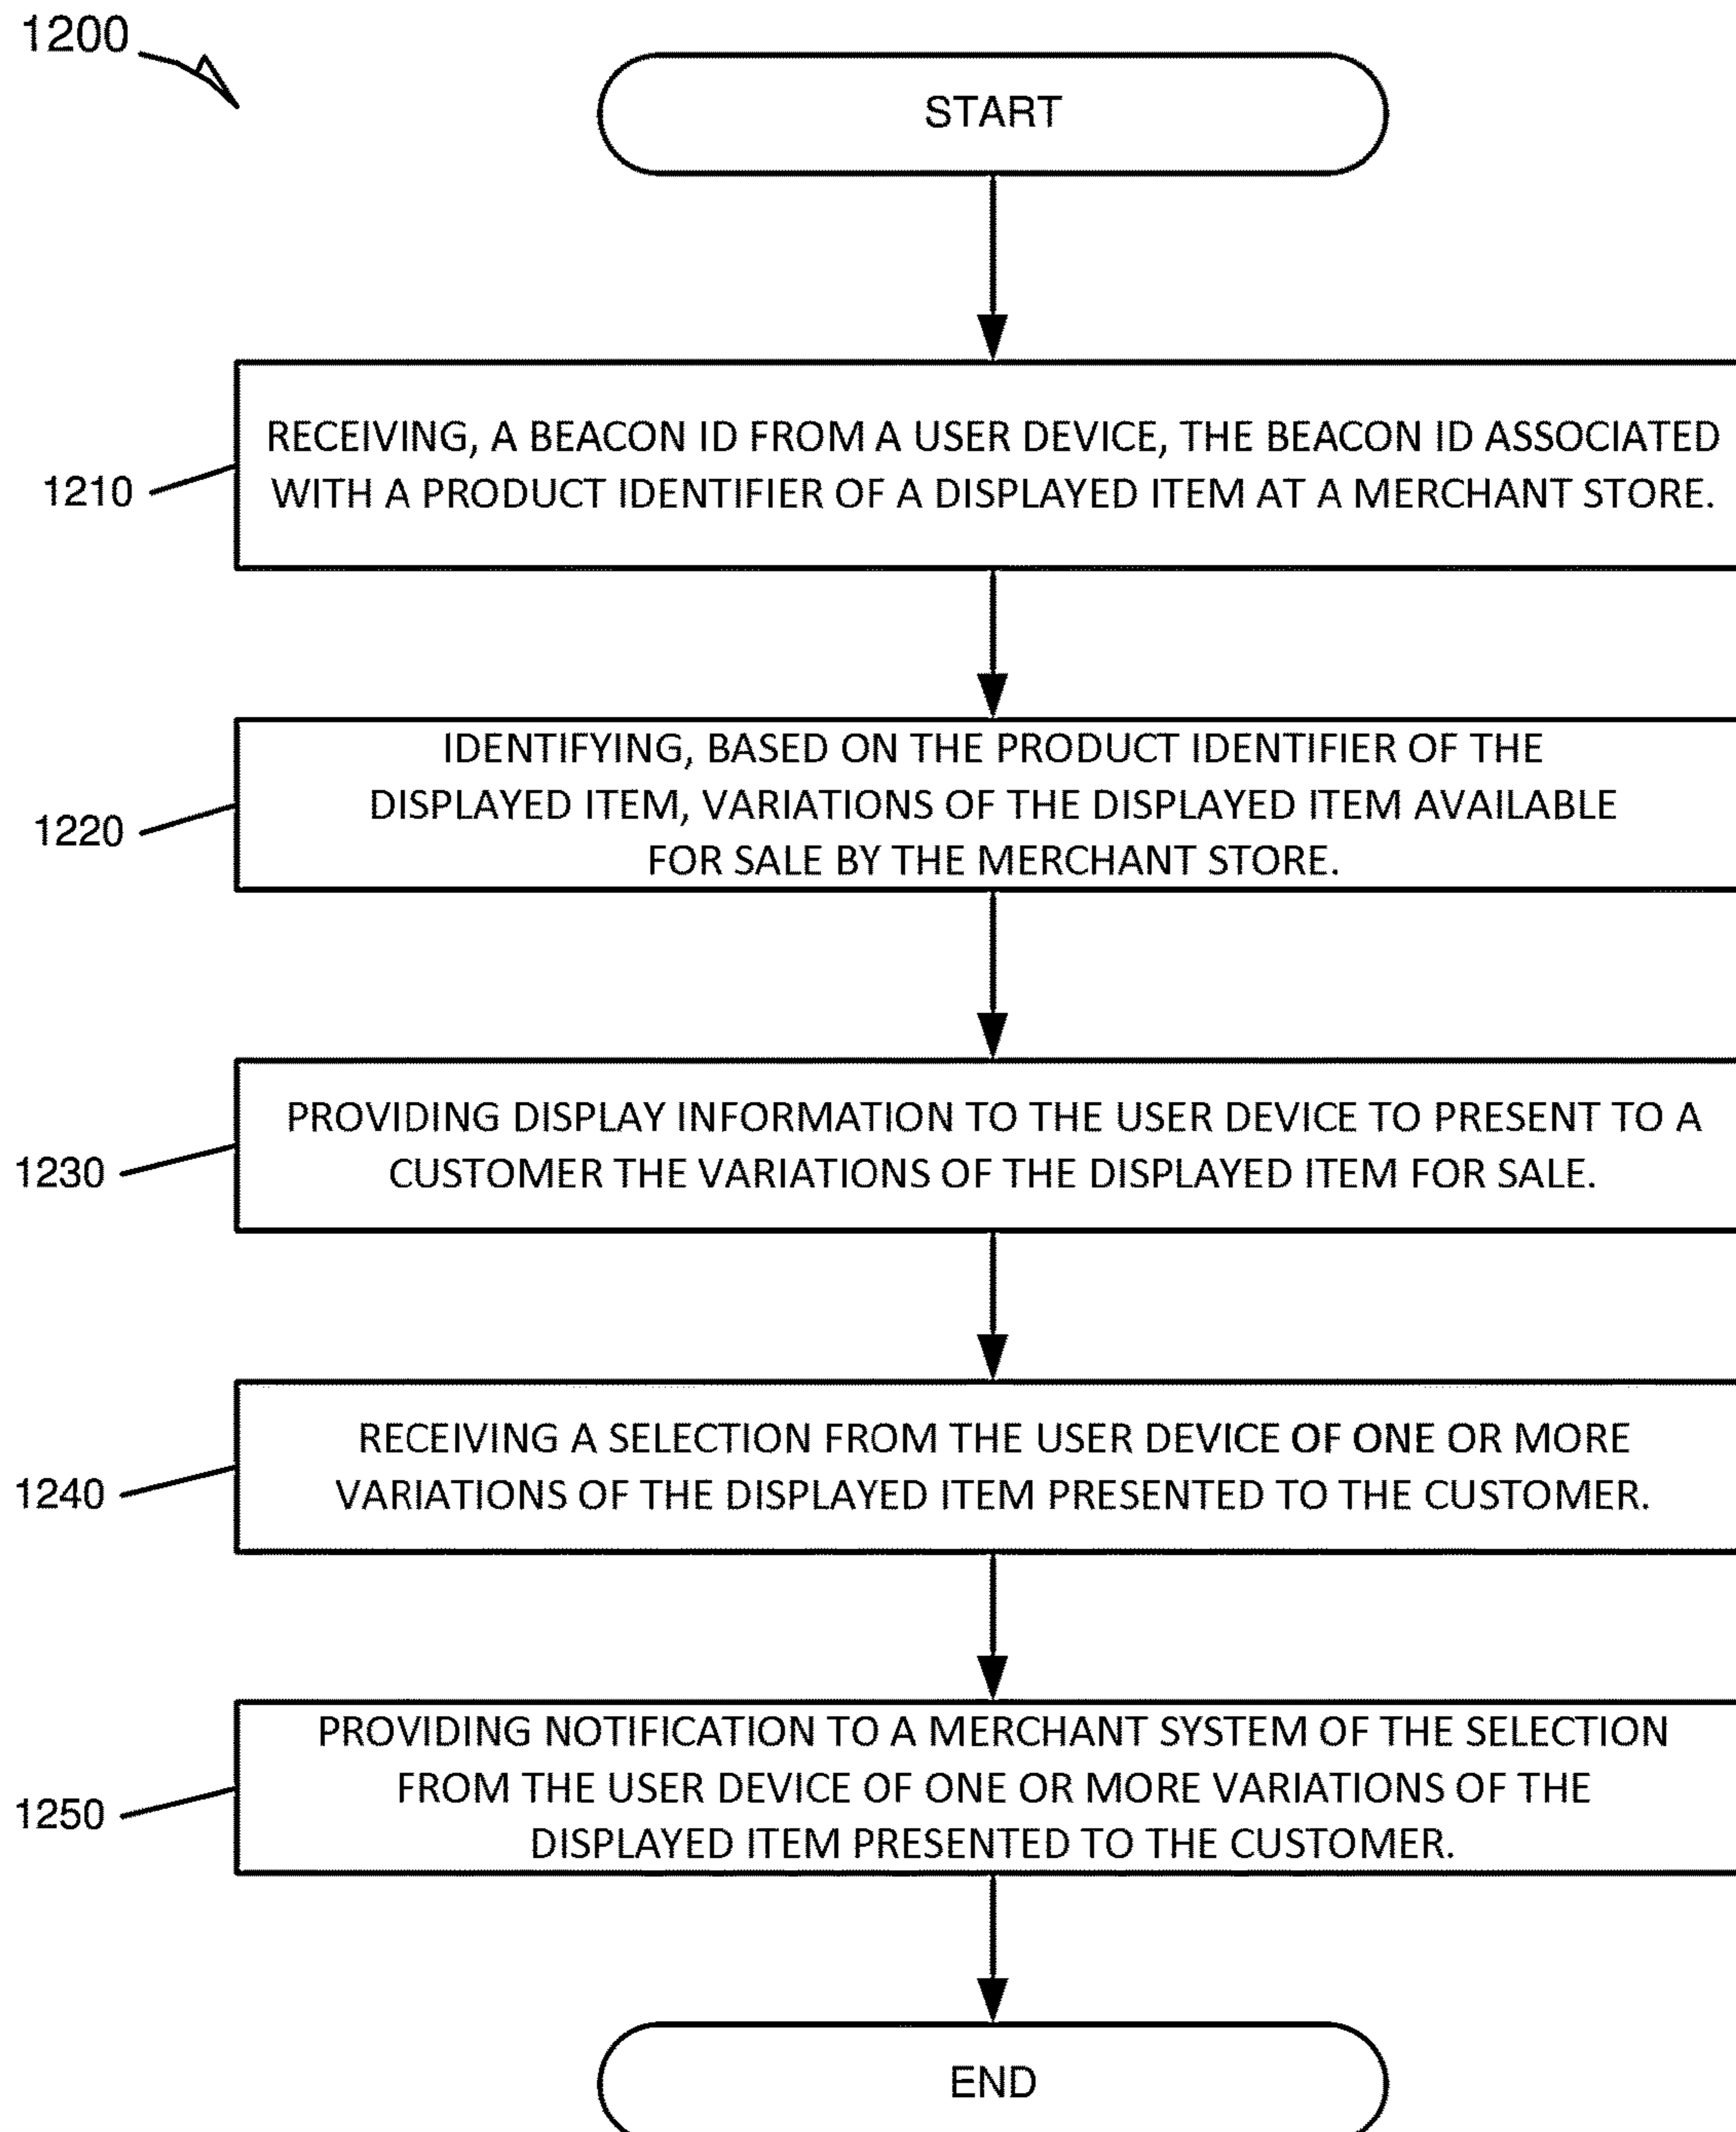 1200
START
RECEIVING, A BEACON ID FROM A USER DEVICE, THE BEACON ID ASSOCIATED
WITH A PRODUCT IDENTIFIER OF A DISPLAYED ITEM AT A MERCHANT STORE.
1210
IDENTIFYING, BASED ON THE PRODUCT IDENTIFIER OF THE
DISPLAYED ITEM, VARIATIONS OF THE DISPLAYED ITEM AVAILABLE
FOR SALE BY THE MERCHANT STORE.
1220
PROVIDING DISPLAY INFORMATION TO THE USER DEVICE TO PRESENT TO A
CUSTOMER THE VARIATIONS OF THE DISPLAYED ITEM FOR SALE.
1230
RECEIVING A SELECTION FROM THE USER DEVICE OF ONE OR MORE
VARIATIONS OF THE DISPLAYED ITEM PRESENTED TO THE CUSTOMER.
1240
PROVIDING NOTIFICATION TO A MERCHANT SYSTEM OF THE SELECTION
FROM THE USER DEVICE OF ONE OR MORE VARIATIONS OF THE
DISPLAYED ITEM PRESENTED TO THE CUSTOMER.
1250
END